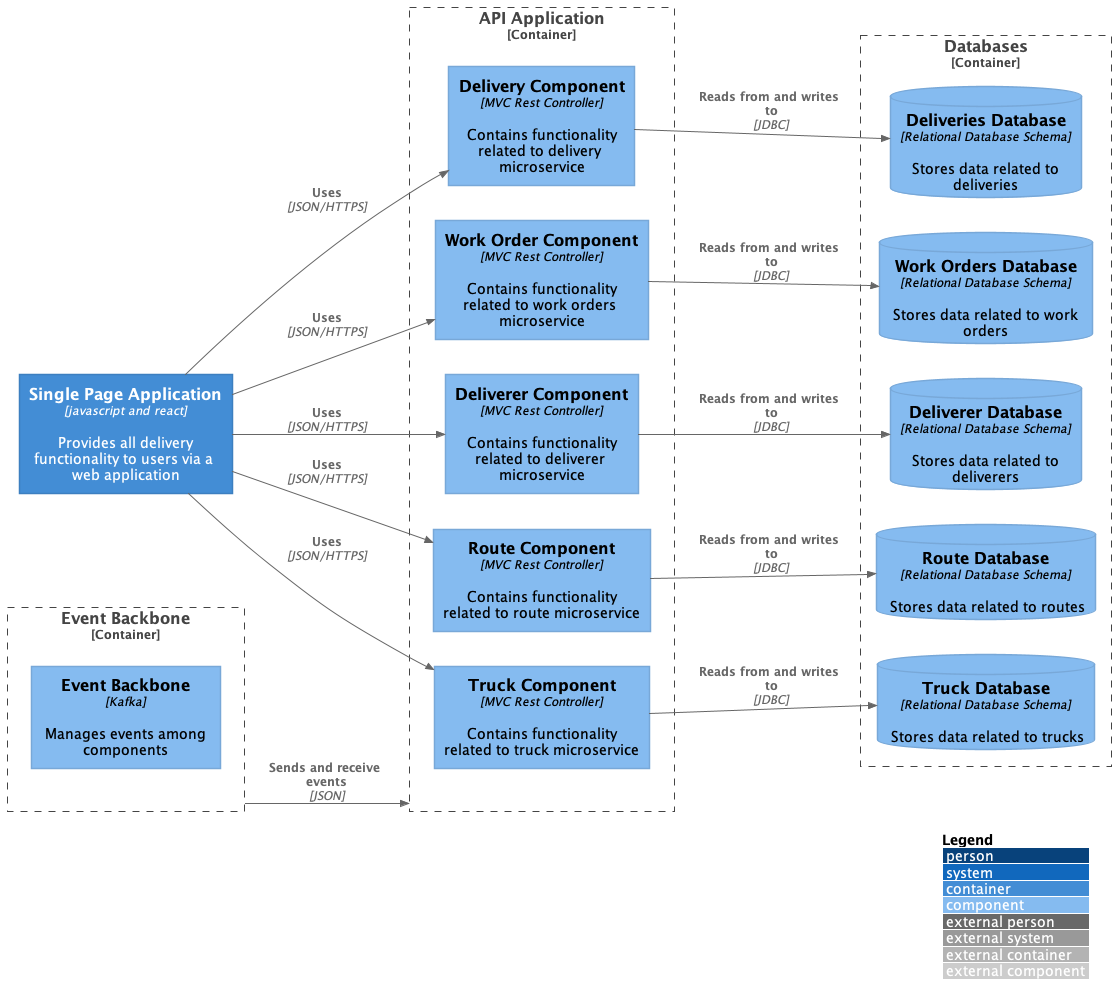 API Application
[Container]
Delivery Component
[MVC Rest Controller]
Contains functionality
related to delivery
microservice
Work Order Component
[MVC Rest Controller]
Contains functionality
related to work orders
microservice
Deliverer Component
[MVC Rest Controller]
Contains functionality
related to deliverer
microservice
Route Component
[MVC Rest Controller]
Contains functionality
related to route microservice
Truck Component
[MVC Rest Controller]
Contains functionality
related to truck microservice
Databases
[Container]
Deliveries Database
[Relational Database Schema]
Stores data related to
deliveries
Work Orders Database
[Relational Database Schema]
Stores data related to work
orders
Deliverer Database
[Relational Database Schema]
Stores data related to
deliverers
Route Database
[Relational Database Schema]
Stores data related to routes
Truck Database
[Relational Database Schema]
Stores data related to trucks
Single Page Application
[javascript and react]
Provides all delivery
functionality to users via a
web application
Event Backbone
[Container]
Event Backbone
[Kafka]
Manages events among
components
Uses
[JSON/HTTPS]
Uses
[JSON/HTTPS]
Uses
[JSON/HTTPS]
Uses
[JSON/HTTPS]
Uses
[JSON/HTTPS]
Reads from and writes
to
[JDBC]
Reads from and writes
to
[JDBC]
Reads from and writes
to
[JDBC]
Reads from and writes
to
[JDBC]
Reads from and writes
to
[JDBC]
Sends and receive
events
[JSON]
Legend
person
system
container
component
external person
external system
external container
external component